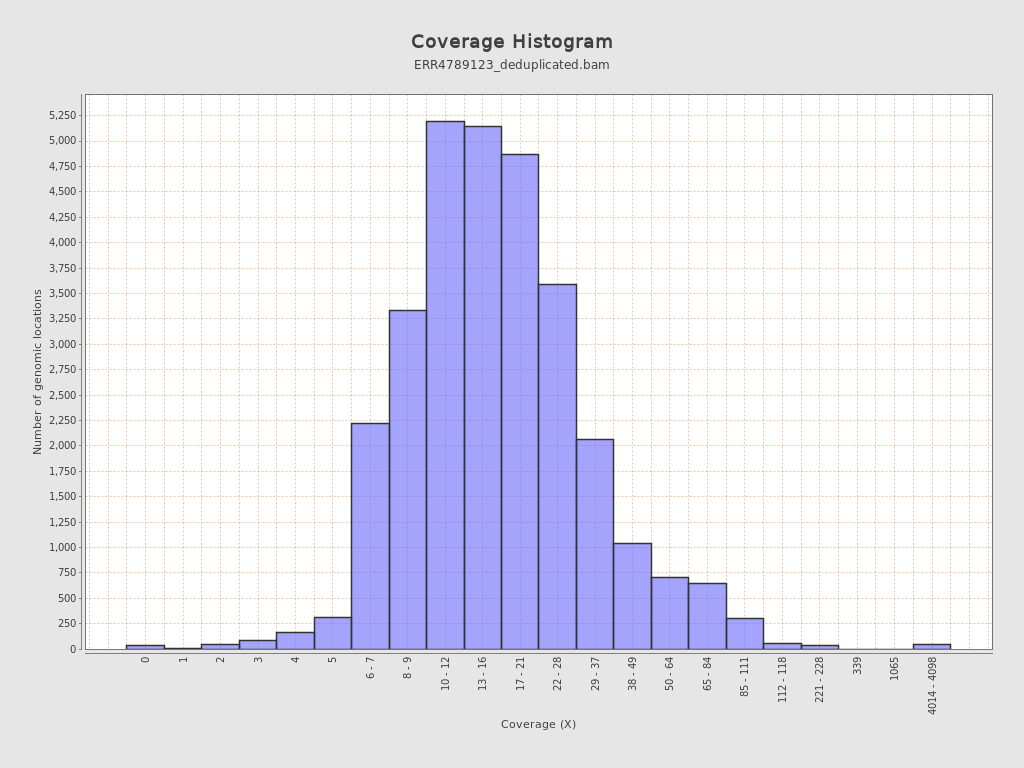 Coverage Histogram
ERR4789123_deduplicated.bam
Number of genomic locations
5,250
5,000
4,750
4,500
4,250
4,000
3,750
3,500
3,250
3,000
2,750
2,500
2,250
2,000
1,750
1,500
1,250
1,000
750
500
250
0
0
1
2
3
4
5
6 - 7
8 - 9
10 - 12
13 - 16
17 - 21
22 - 28
29 - 37
38 - 49
50 - 64
65 - 84
85 - 111
112 - 118
221 - 228
339
1065
4014 - 4098
Coverage (X)